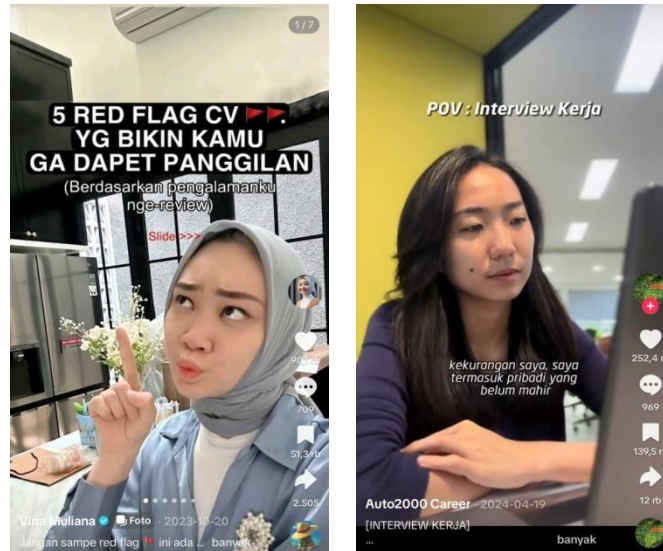 1/7
5 RED FLAG CV 🚩🚩.
YG BIKIN KAMU
GA DAPET PANGGILAN
(Berdasarkan pengalamanku
nge-review)
Slide >>>
709
51,3 rb
2.505
Vina Muliana Foto · 2023-10-20
Jangan sampe red flag 🚩 ini ada ...
POV : Interview Kerja
kekurangan saya, saya
termasuk pribadi yang
belum mahir
252,4 r
969
139,5 r
12 rb
Auto2000 Career · 2024-04-19
[INTERVIEW KERJA]
... banyak